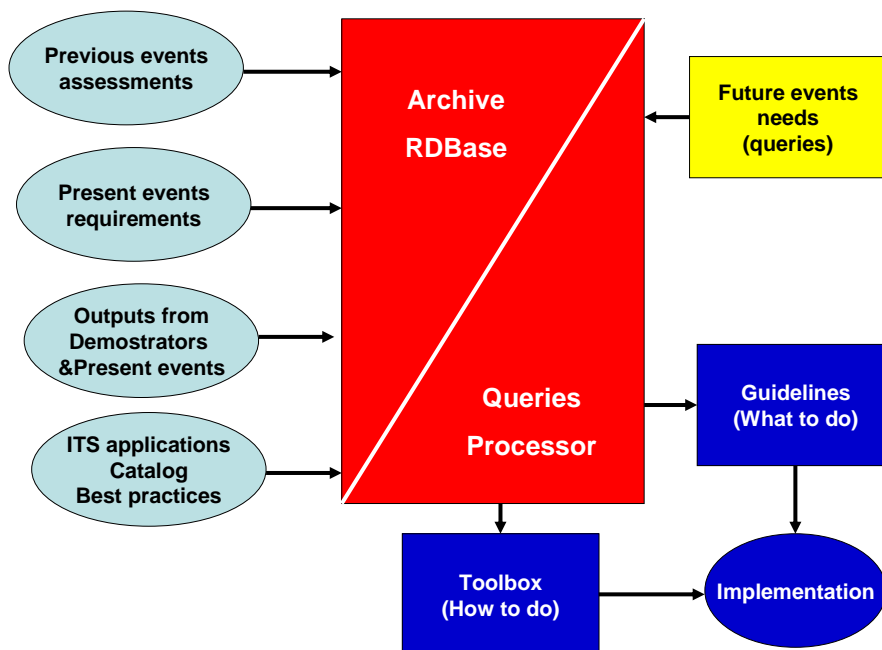 Previous events
assessments
Present events
requirements
Outputs from
Demostrators
&Present events
ITS applications
Catalog
Best practices
Archive
RDBase
Queries
Processor
Future events
needs
(queries)
Guidelines
(What to do)
Toolbox
(How to do)
Implementation